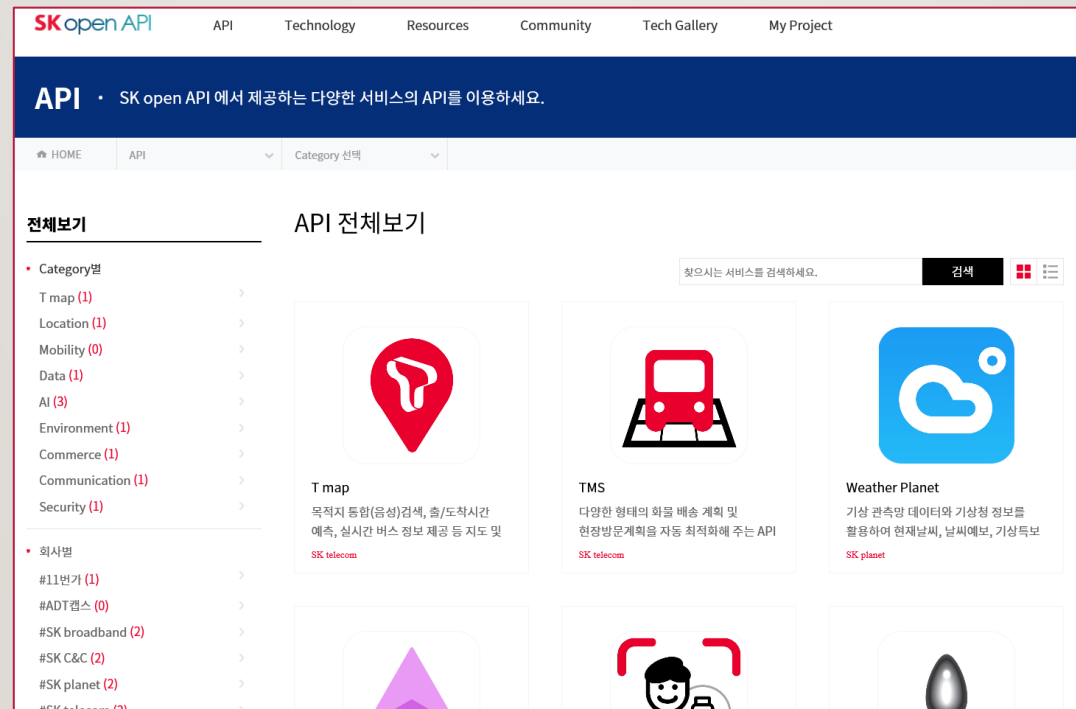 SK open API
API
Technology
Resources
Community
Tech Gallery
My Project
API · SK open API 에서 제공하는 다양한 서비스의 API를 이용하세요.
HOME
API
Category 선택
전체보기
Category별
T map (1)
Location (1)
Mobility (0)
Data (1)
AI (3)
Environment (1)
Commerce (1)
Communication (1)
Security (1)
회사별
#11번가 (1)
#ADT캡스 (0)
#SK broadband (2)
#SK C&C (2)
#SK planet (2)
#SK telecom (2)
API 전체보기
찾으시는 서비스를 검색하세요.
검색
T map
목적지 통합(음성)검색, 출/도착시간
예측, 실시간 버스 정보 제공 등 지도 및
SK telecom
TMS
다양한 형태의 화물 배송 계획 및
현장방문계획을 자동 최적화해 주는 API
SK telecom
Weather Planet
기상 관측망 데이터와 기상청 정보를
활용하여 현재날씨, 날씨예보, 기상특보
SK planet